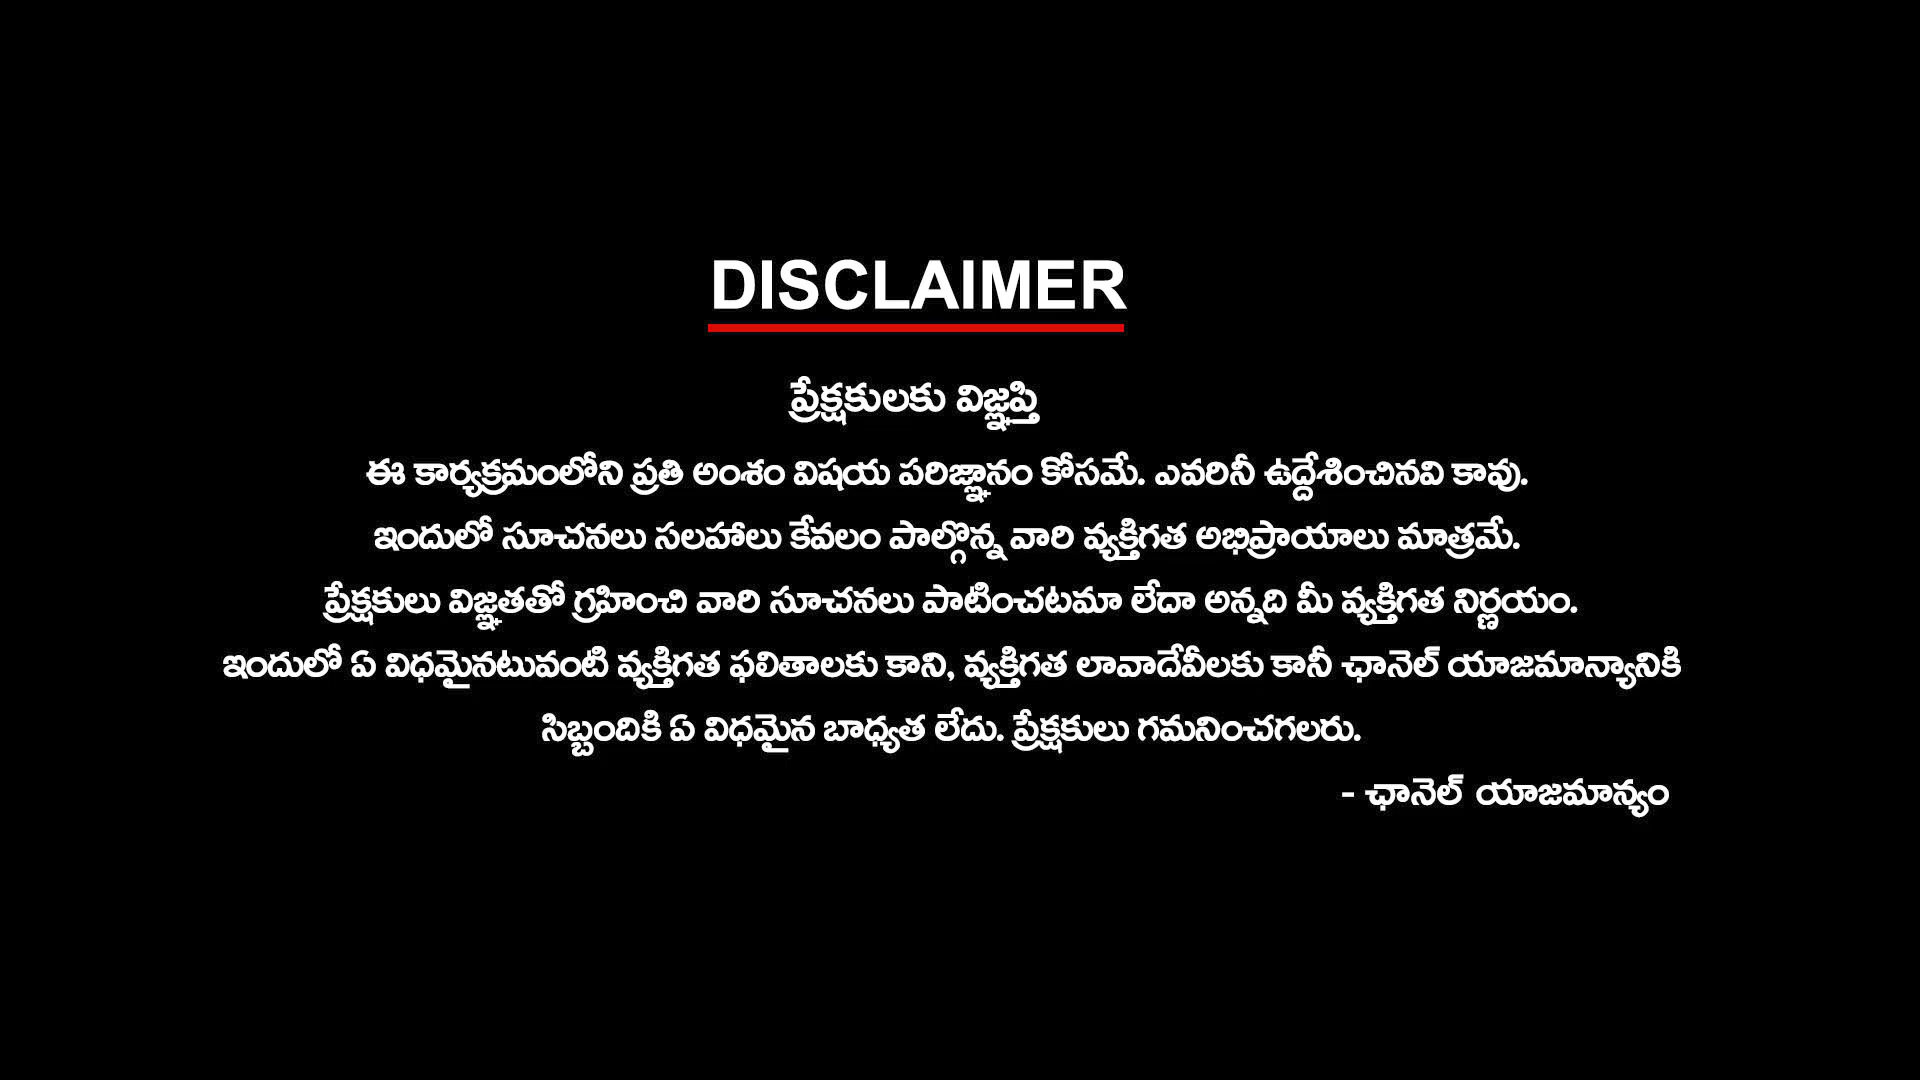 DISCLAIMER
ప్రేక్షకులకు విజ్ఞప్తి
ఈ కార్యక్రమంలోని ప్రతి అంశం విషయ పరిజ్ఞానం కోసమే. ఎవరినీ ఉద్దేశించినవి కావు.
ఇందులో సూచనలు సలహాలు కేవలం పాల్గొన్న వారి వ్యక్తిగత అభిప్రాయాలు మాత్రమే.
ప్రేక్షకులు విజ్ఞతతో గ్రహించి వారి సూచనలు పాటించటమా లేదా అన్నది మీ వ్యక్తిగత నిర్ణయం.
ఇందులో ఏ విధమైనటువంటి వ్యక్తిగత ఫలితాలకు కాని, వ్యక్తిగత లావాదేవీలకు కానీ ఛానెల్ యాజమాన్యానికి
సిబ్బందికి ఏ విధమైన బాధ్యత లేదు. ప్రేక్షకులు గమనించగలరు.
- ఛానెల్ యాజమాన్యం